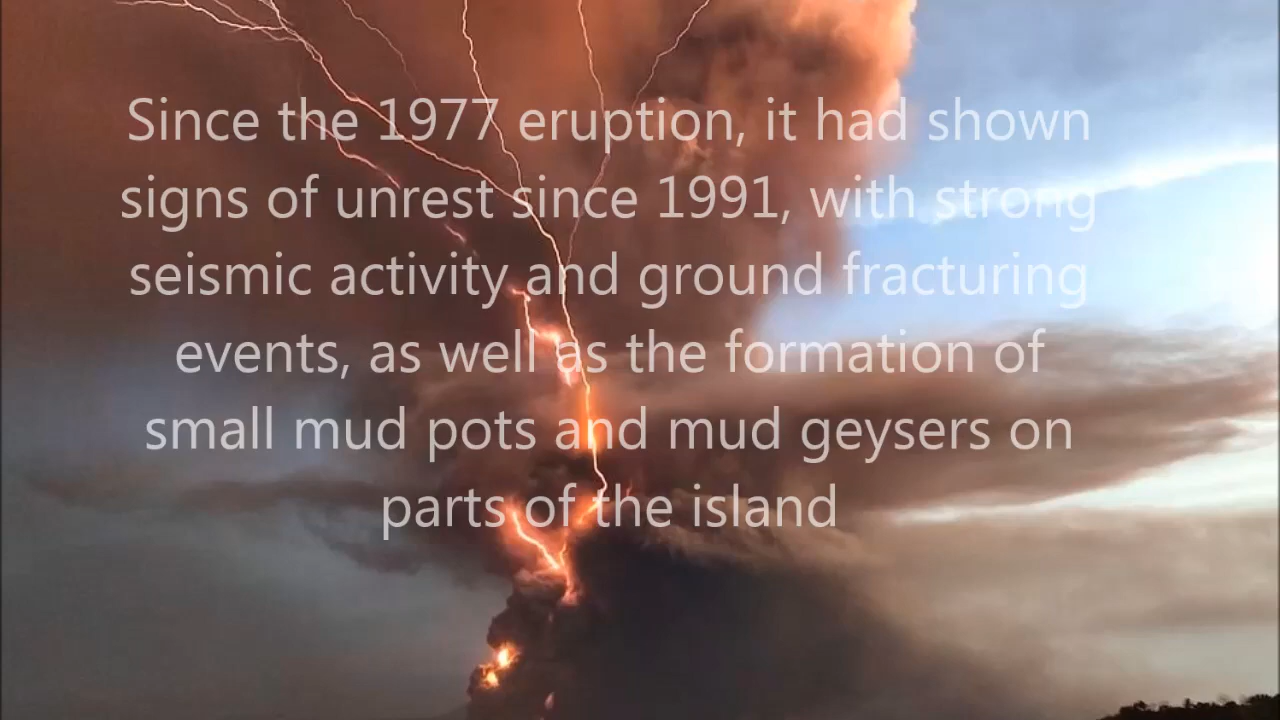 Since the 1977 eruption, it had shown
signs of unrest since 1991, with strong
seismic activity and ground fracturing
events, as well as the formation of
small mud pots and mud geysers on
parts of the island